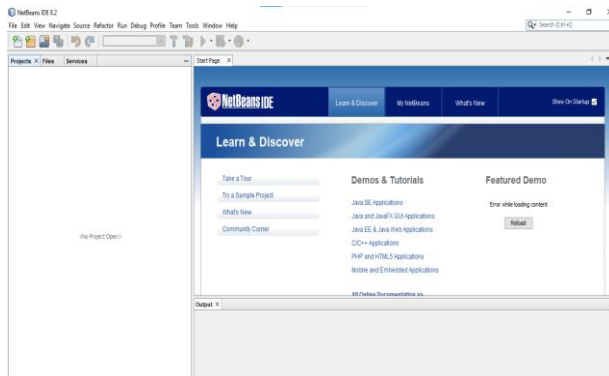 NetBeans IDE 8.2
File Edit View Navigate Source Refactor Run Debug Profile Team Tools Window Help
Search (Ctrl+I)
Projects Files Services
Start Page
NetBeans IDE
Learn & Discover
My NetBeans
What's New
Show On Startup
Learn & Discover
Take a Tour
Try a Sample Project
What's New
Community Corner
Demos & Tutorials
Java SE Applications
Java and JavaFX GUI Applications
Java EE & Java Web Applications
C/C++ Applications
PHP and HTML5 Applications
Mobile and Embedded Applications
All Online Documentation >>
Featured Demo
Error while loading content
Reload
<No Project Open>
Output